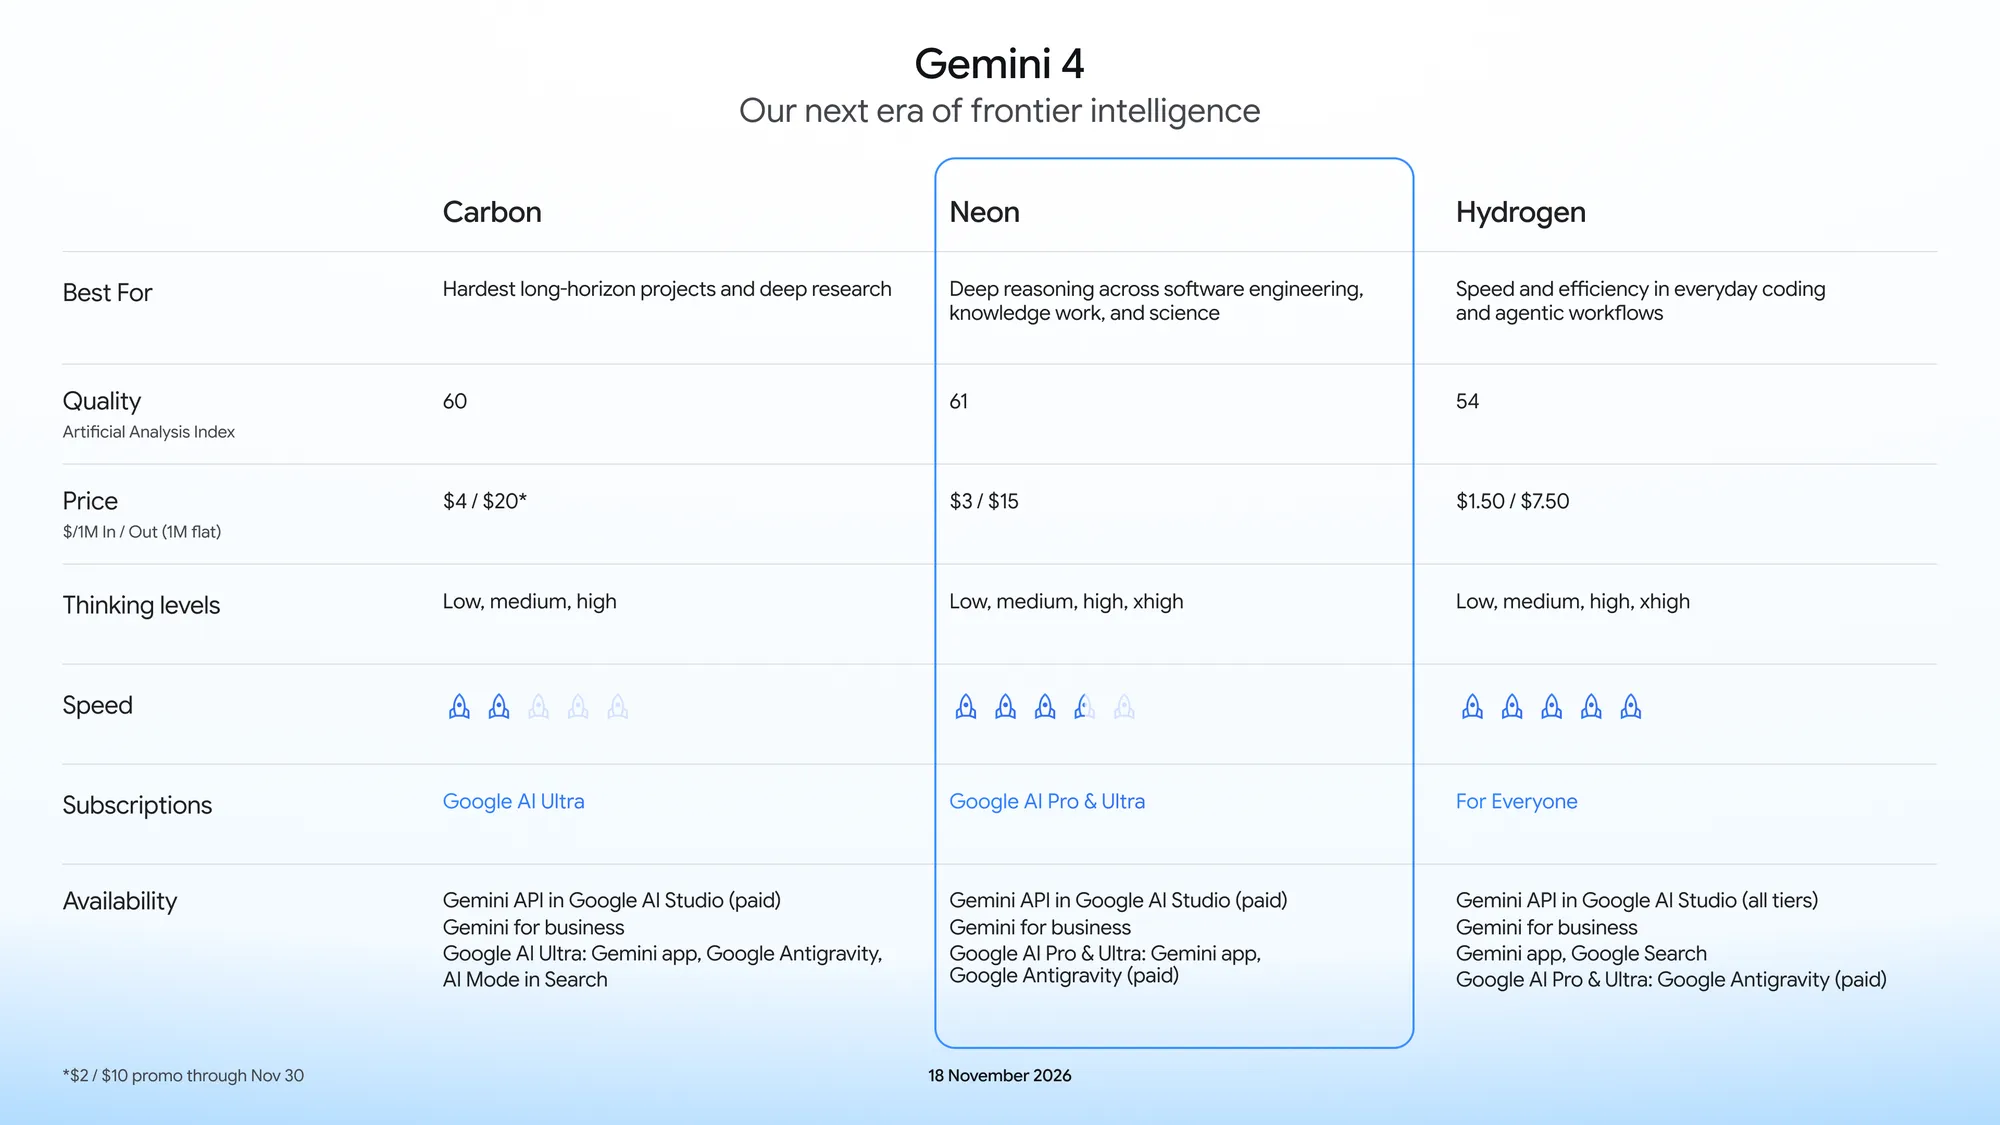 Gemini 4
Our next era of frontier intelligence
Carbon
Neon
Hydrogen
Best For
Hardest long-horizon projects and deep research
Deep reasoning across software engineering,
knowledge work, and science
Speed and efficiency in everyday coding
and agentic workflows
Quality
Artificial Analysis Index
60
61
54
Price
$/1M In / Out (1M flat)
$4 / $20*
$3 / $15
$1.50 / $7.50
Thinking levels
Low, medium, high
Low, medium, high, xhigh
Low, medium, high, xhigh
Speed
Subscriptions
Google AI Ultra
Google AI Pro & Ultra
For Everyone
Availability
Gemini API in Google AI Studio (paid)
Gemini for business
Google AI Ultra: Gemini app, Google Antigravity,
AI Mode in Search
Gemini API in Google AI Studio (paid)
Gemini for business
Google AI Pro & Ultra: Gemini app,
Google Antigravity (paid)
Gemini API in Google AI Studio (all tiers)
Gemini for business
Gemini app, Google Search
Google AI Pro & Ultra: Google Antigravity (paid)
*$2 / $10 promo through Nov 30
18 November 2026